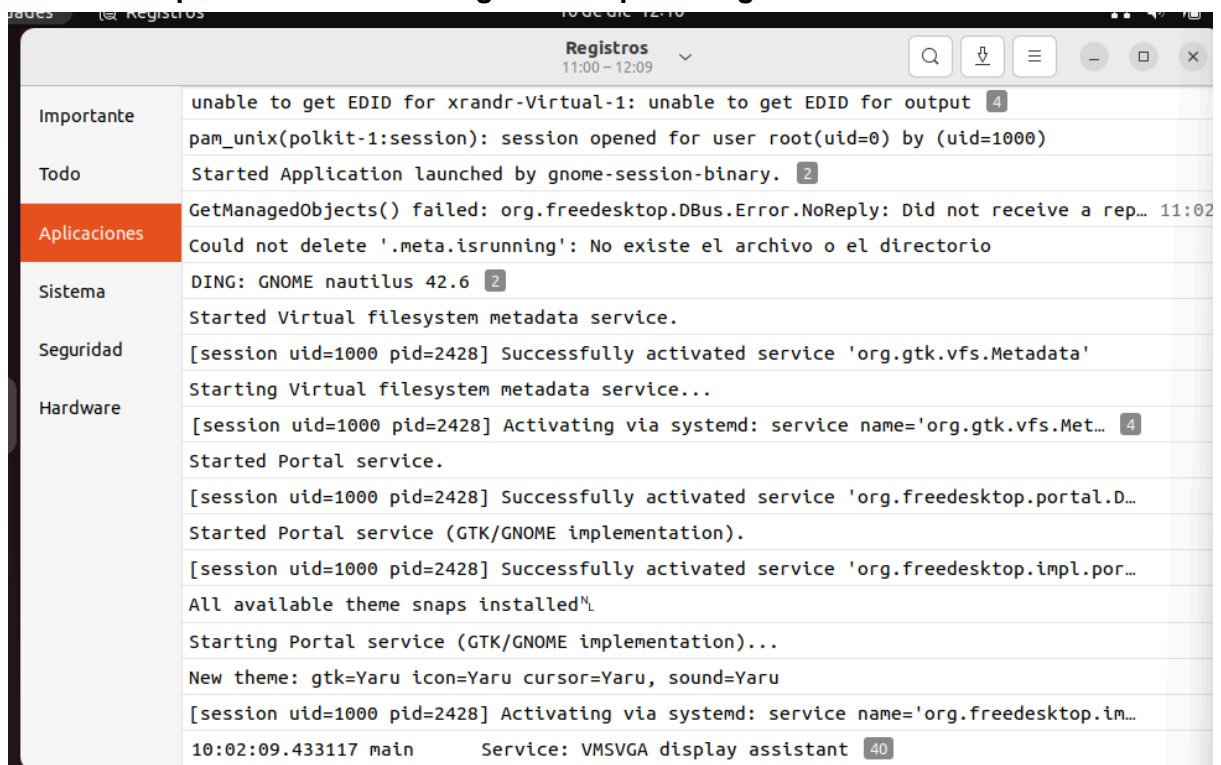 Registros
Registros
11:00 – 12:09
Importante
Todo
Aplicaciones
Sistema
Seguridad
Hardware
unable to get EDID for xrandr-Virtual-1: unable to get EDID for output 4
pam_unix(polkit-1:session): session opened for user root(uid=0) by (uid=1000)
Started Application launched by gnome-session-binary. 2
GetManagedObjects() failed: org.freedesktop.DBus.Error.NoReply: Did not receive a rep… 11:02
Could not delete '.meta.isrunning': No existe el archivo o el directorio
DING: GNOME nautilus 42.6 2
Started Virtual filesystem metadata service.
[session uid=1000 pid=2428] Successfully activated service 'org.gtk.vfs.Metadata'
Starting Virtual filesystem metadata service...
[session uid=1000 pid=2428] Activating via systemd: service name='org.gtk.vfs.Met… 4
Started Portal service.
[session uid=1000 pid=2428] Successfully activated service 'org.freedesktop.portal.D…
Started Portal service (GTK/GNOME implementation).
[session uid=1000 pid=2428] Successfully activated service 'org.freedesktop.impl.por…
All available theme snaps installed␤
Starting Portal service (GTK/GNOME implementation)...
New theme: gtk=Yaru icon=Yaru cursor=Yaru, sound=Yaru
[session uid=1000 pid=2428] Activating via systemd: service name='org.freedesktop.im…
10:02:09.433117 main Service: VMSVGA display assistant 40